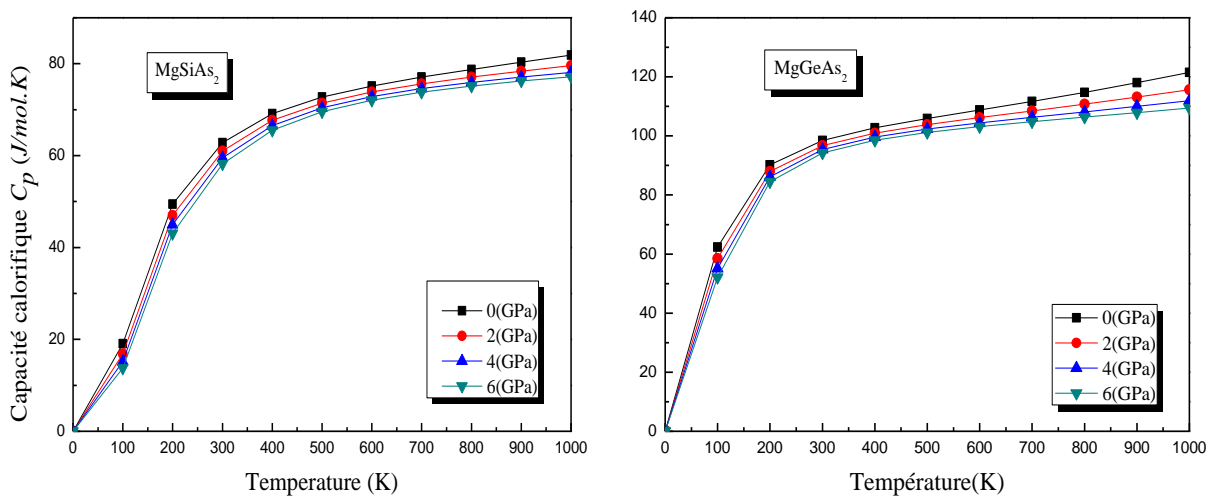 Capacité calorifique Cp (J/mol.K)
80
60
40
20
0
MgSiAs2
0(GPa)
2(GPa)
4(GPa)
6(GPa)
0 100 200 300 400 500 600 700 800 900 1000
Temperature (K)
140
120
100
80
60
40
20
0
MgGeAs2
0(GPa)
2(GPa)
4(GPa)
6(GPa)
0 100 200 300 400 500 600 700 800 900 1000
Température(K)